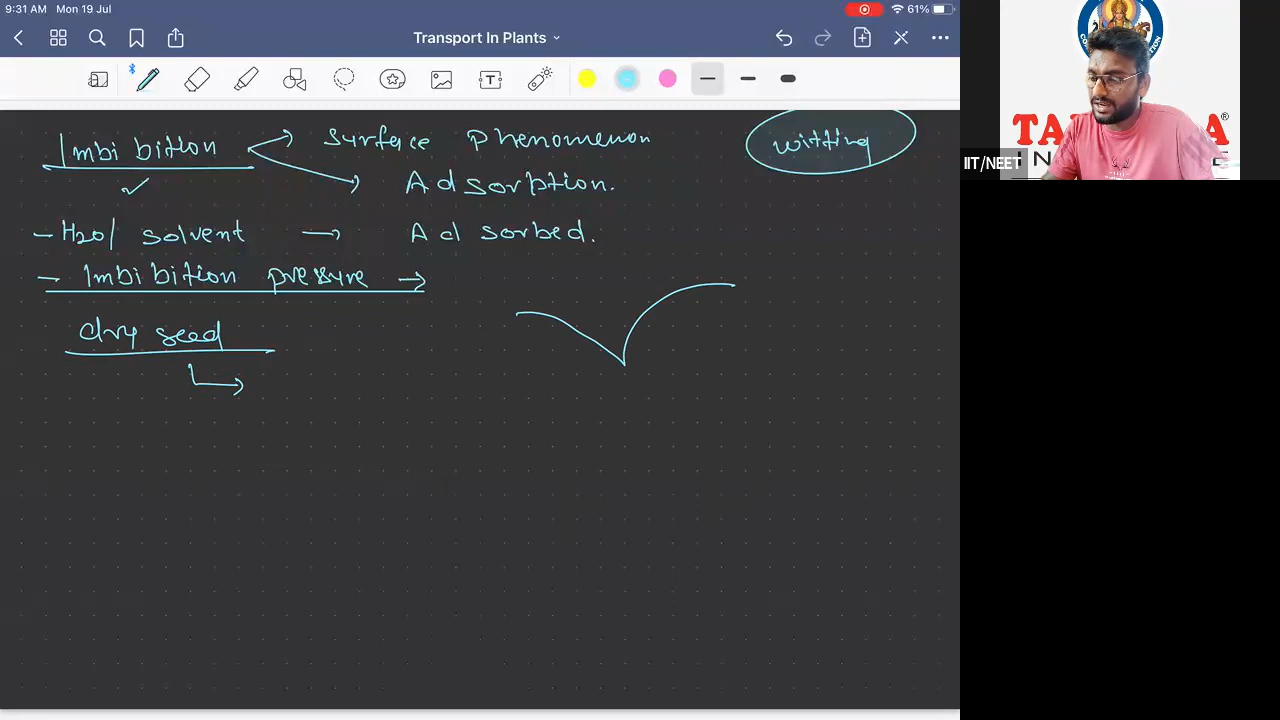 9:31 AM Mon 19 Jul
61%
Transport In Plants
Imbibition
surface phenomenon
Adsorption.
witting
- H2O/ solvent → Adsorbed.
- Imbibition pressure →
dry seed
IIT/NEET